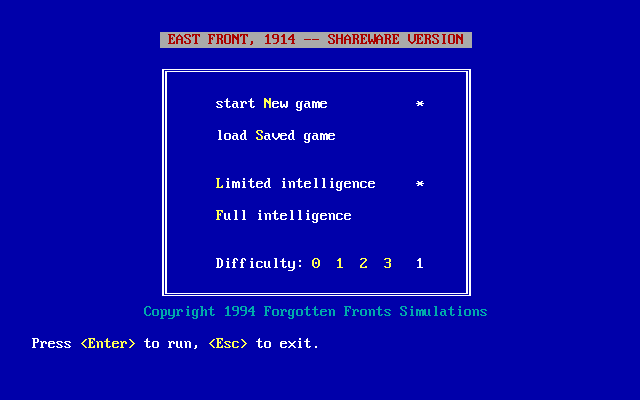 EAST FRONT, 1914 -- SHAREWARE VERSION
start New game *
load Saved game
Limited intelligence *
Full intelligence
Difficulty: 0 1 2 3 1
Copyright 1994 Forgotten Fronts Simulations
Press <Enter> to run, <Esc> to exit.